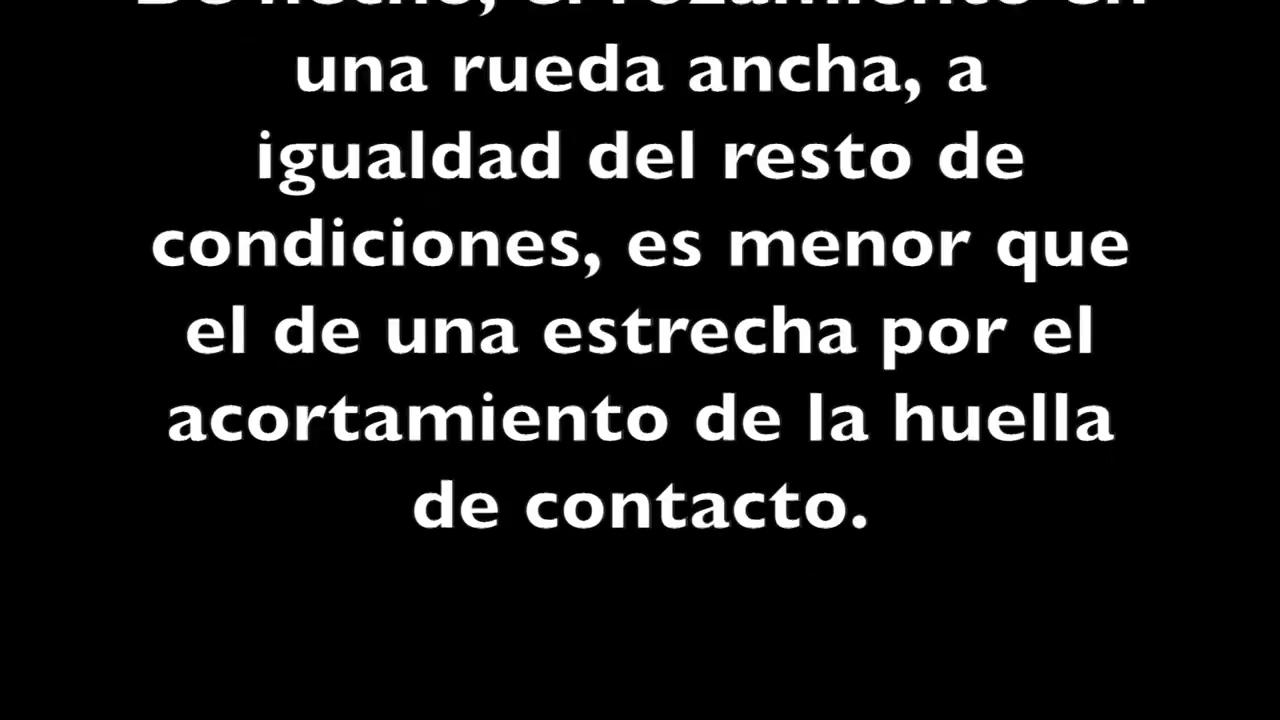 De hecho, el rozamiento en
una rueda ancha, a
igualdad del resto de
condiciones, es menor que
el de una estrecha por el
acortamiento de la huella
de contacto.